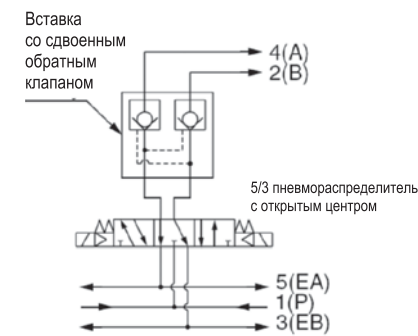 Вставка
со сдвоенным
обратным
клапаном
4(A)
2(B)
5/3 пневмораспределитель
с открытым центром
5(EA)
1(P)
3(EB)